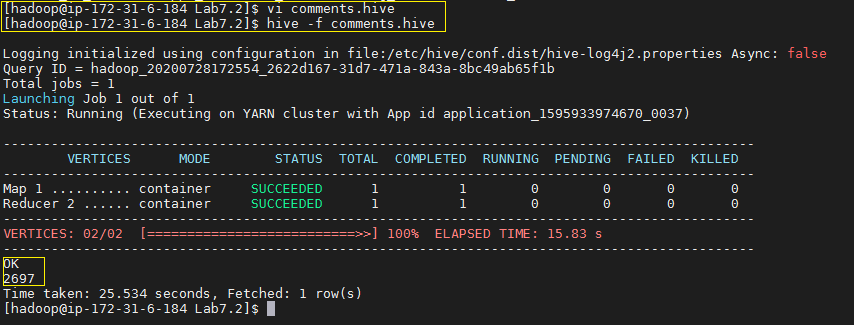 [hadoop@ip-172-31-6-184 Lab7.2]$ vi comments.hive
[hadoop@ip-172-31-6-184 Lab7.2]$ hive -f comments.hive
Logging initialized using configuration in file:/etc/hive/conf.dist/hive-log4j2.properties Async: false
Query ID = hadoop_20200728172554_2622d167-31d7-471a-843a-8bc49ab65f1b
Total jobs = 1
Launching Job 1 out of 1
Status: Running (Executing on YARN cluster with App id application_1595933974670_0037)
----------------------------------------------------------------------------------------------
VERTICES MODE STATUS TOTAL COMPLETED RUNNING PENDING FAILED KILLED
----------------------------------------------------------------------------------------------
Map 1 .......... container SUCCEEDED 1 1 0 0 0 0
Reducer 2 ...... container SUCCEEDED 1 1 0 0 0 0
----------------------------------------------------------------------------------------------
VERTICES: 02/02 [==========================>>] 100% ELAPSED TIME: 15.83 s
----------------------------------------------------------------------------------------------
OK
2697
Time taken: 25.534 seconds, Fetched: 1 row(s)
[hadoop@ip-172-31-6-184 Lab7.2]$